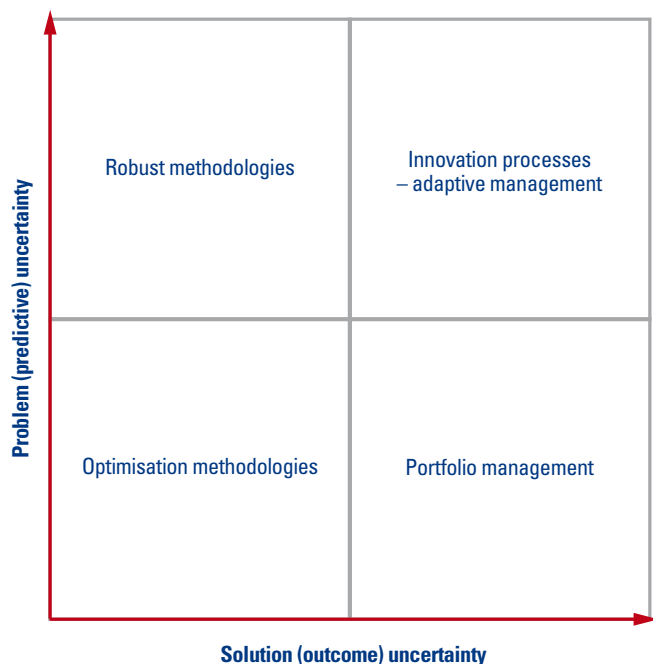 Problem (predictive) uncertainty
Robust methodologies
Innovation processes
– adaptive management
Optimisation methodologies
Portfolio management
Solution (outcome) uncertainty